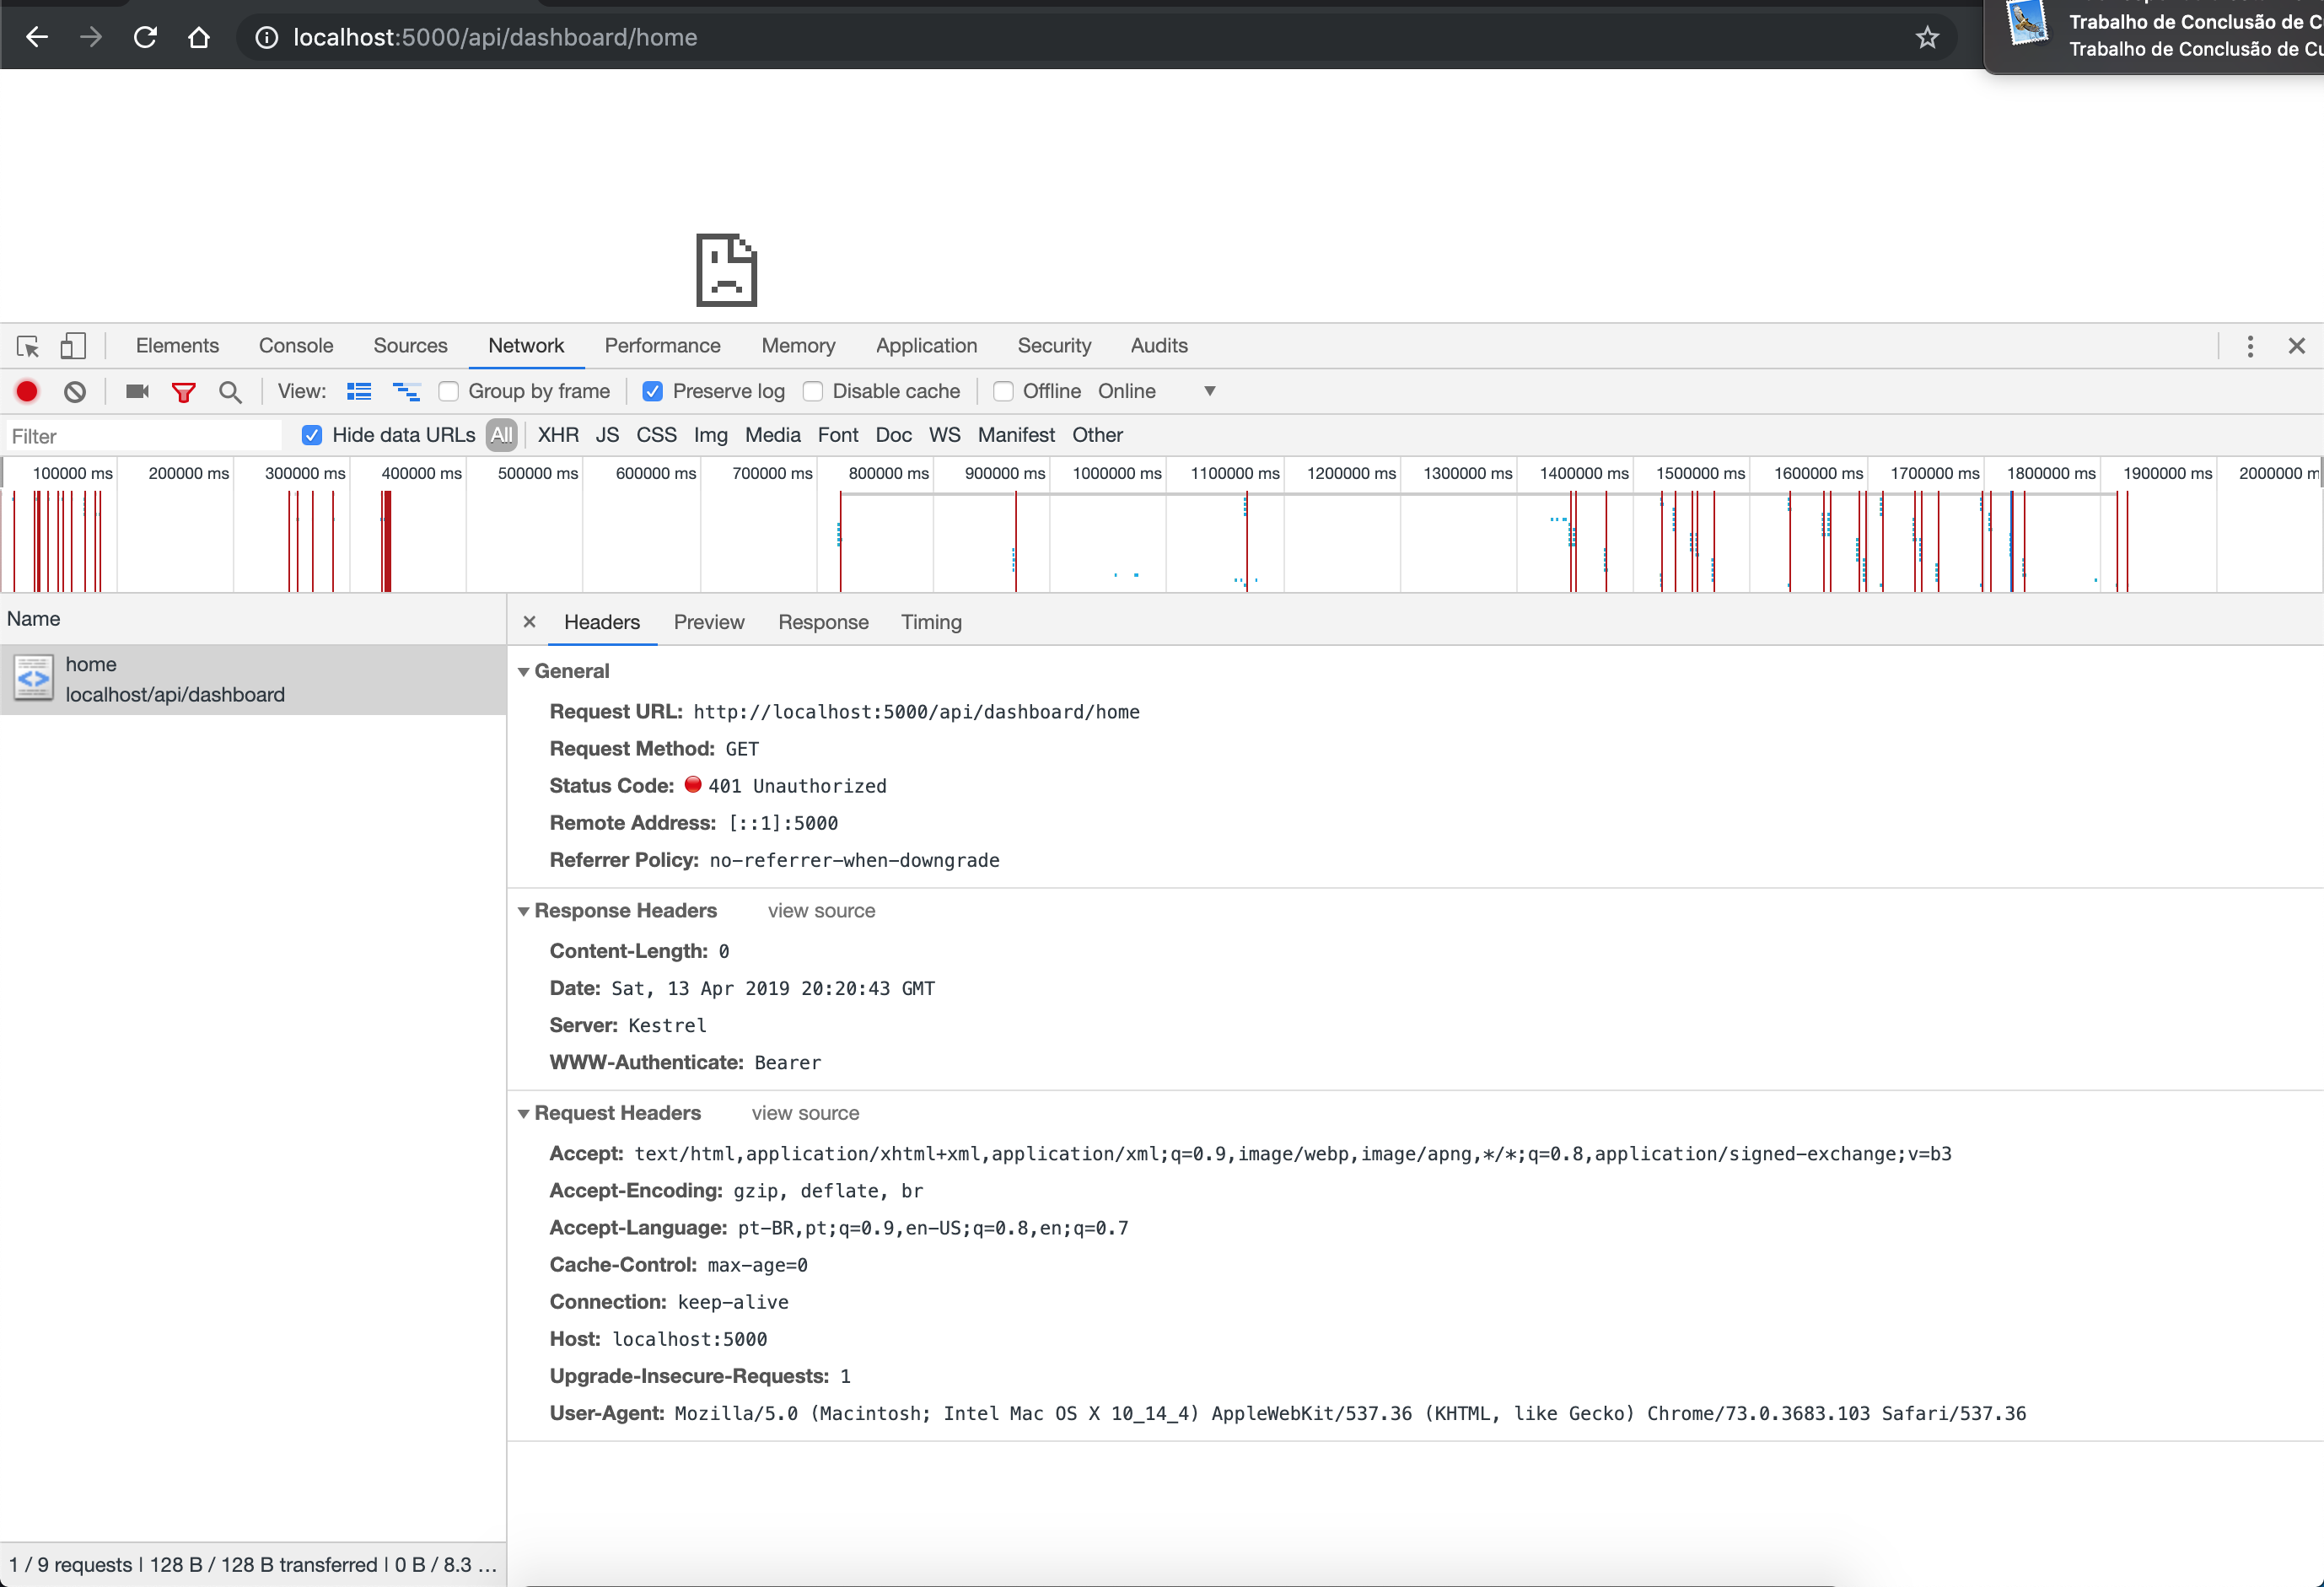 localhost:5000/api/dashboard/home
Trabalho de Conclusão de C
Trabalho de Conclusão de Cu
Elements Console Sources Network Performance Memory Application Security Audits
View: Group by frame Preserve log Disable cache Offline Online
Filter Hide data URLs All XHR JS CSS Img Media Font Doc WS Manifest Other
100000 ms 200000 ms 300000 ms 400000 ms 500000 ms 600000 ms 700000 ms 800000 ms 900000 ms 1000000 ms 1100000 ms 1200000 ms 1300000 ms 1400000 ms 1500000 ms 1600000 ms 1700000 ms 1800000 ms 1900000 ms 2000000 m
Name
home
localhost/api/dashboard
× Headers Preview Response Timing
General
Request URL: http://localhost:5000/api/dashboard/home
Request Method: GET
Status Code: 401 Unauthorized
Remote Address: [::1]:5000
Referrer Policy: no-referrer-when-downgrade
Response Headers view source
Content-Length: 0
Date: Sat, 13 Apr 2019 20:20:43 GMT
Server: Kestrel
WWW-Authenticate: Bearer
Request Headers view source
Accept: text/html,application/xhtml+xml,application/xml;q=0.9,image/webp,image/apng,*/*;q=0.8,application/signed-exchange;v=b3
Accept-Encoding: gzip, deflate, br
Accept-Language: pt-BR,pt;q=0.9,en-US;q=0.8,en;q=0.7
Cache-Control: max-age=0
Connection: keep-alive
Host: localhost:5000
Upgrade-Insecure-Requests: 1
User-Agent: Mozilla/5.0 (Macintosh; Intel Mac OS X 10_14_4) AppleWebKit/537.36 (KHTML, like Gecko) Chrome/73.0.3683.103 Safari/537.36
1 / 9 requests | 128 B / 128 B transferred | 0 B / 8.3 ...